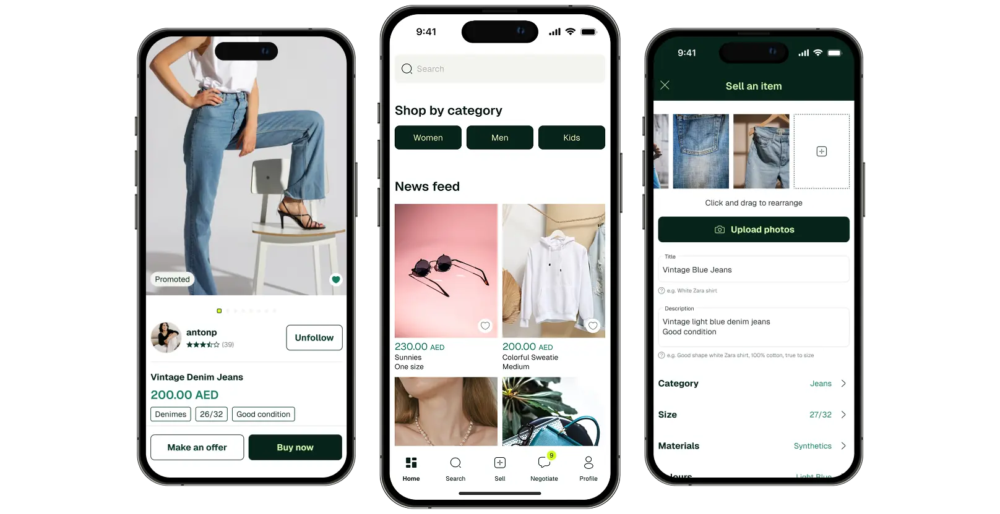 Promoted
antonp
(39)
Unfollow
Vintage Denim Jeans
200.00 AED
Denimes
26/32
Good condition
Make an offer
Buy now
9:41
Search
Shop by category
Women
Men
Kids
News feed
230.00 AED
Sunnies
One size
200.00 AED
Colorful Sweatie
Medium
9
Home
Search
Sell
Negotiate
Profile
9:41
Sell an item
Click and drag to rearrange
Upload photos
Title
Vintage Blue Jeans
e.g. White Zara shirt
Description
Vintage light blue denim jeans
Good condition
e.g. Good shape white Zara shirt, 100% cotton, true to size
Category
Jeans
Size
27/32
Materials
Synthetics
Light Blue